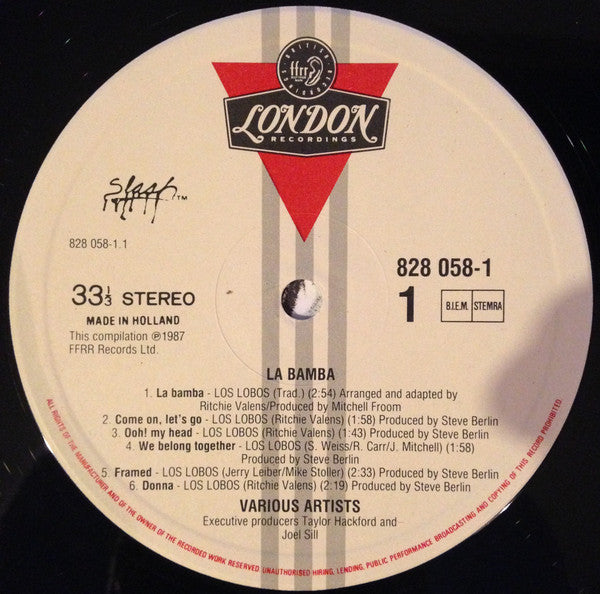 BRITISH RECORDINGS
ffrr
LONDON
RECORDINGS
Slash TM
828 058-1.1
33⅓ STEREO
MADE IN HOLLAND
This compilation ℗1987
FFRR Records Ltd.
828 058-1
1
B.I.E.M. STEMRA
LA BAMBA
1. La bamba - LOS LOBOS (Trad.) (2:54) Arranged and adapted by
Ritchie Valens/Produced by Mitchell Froom
2. Come on, let's go - LOS LOBOS (Ritchie Valens) (1:58) Produced by Steve Berlin
3. Ooh! my head - LOS LOBOS (Ritchie Valens) (1:43) Produced by Steve Berlin
4. We belong together - LOS LOBOS (S. Weiss/R. Carr/J. Mitchell) (1:58)
Produced by Steve Berlin
5. Framed - LOS LOBOS (Jerry Leiber/Mike Stoller) (2:33) Produced by Steve Berlin
6. Donna - LOS LOBOS (Ritchie Valens) (2:19) Produced by Steve Berlin
VARIOUS ARTISTS
Executive producers Taylor Hackford and
Joel Sill
ALL RIGHTS OF THE MANUFACTURER AND OF THE OWNER OF THE RECORDED WORK RESERVED UNAUTHORISED HIRING, LENDING, PUBLIC PERFORMANCE BROADCASTING AND COPYING OF THIS RECORD PROHIBITED.